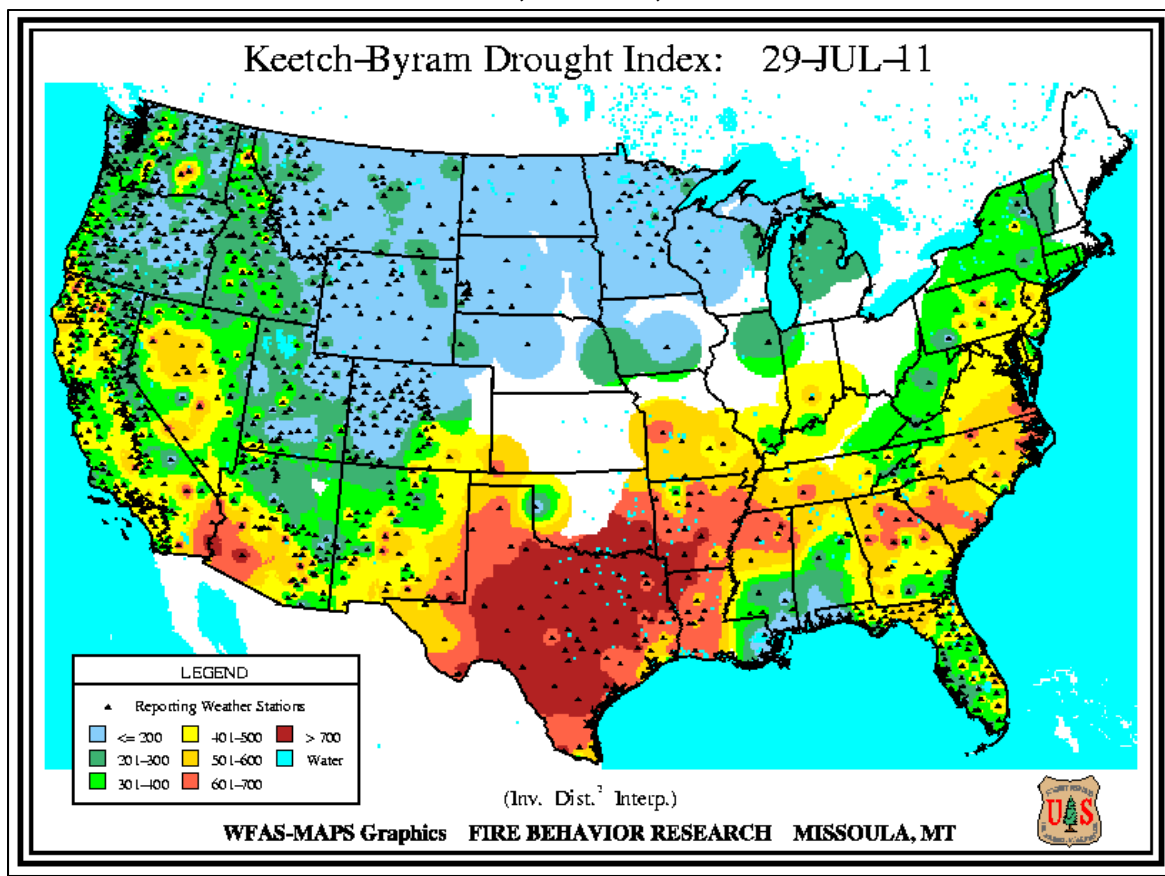 Keetch-Byram Drought Index: 29-JUL-11
LEGEND
Reporting Weather Stations
<= 200 401-500 > 700
201-300 501-600 Water
301-400 601-700
(Inv. Dist.² Interp.)
WFAS-MAPS Graphics FIRE BEHAVIOR RESEARCH MISSOULA, MT
US